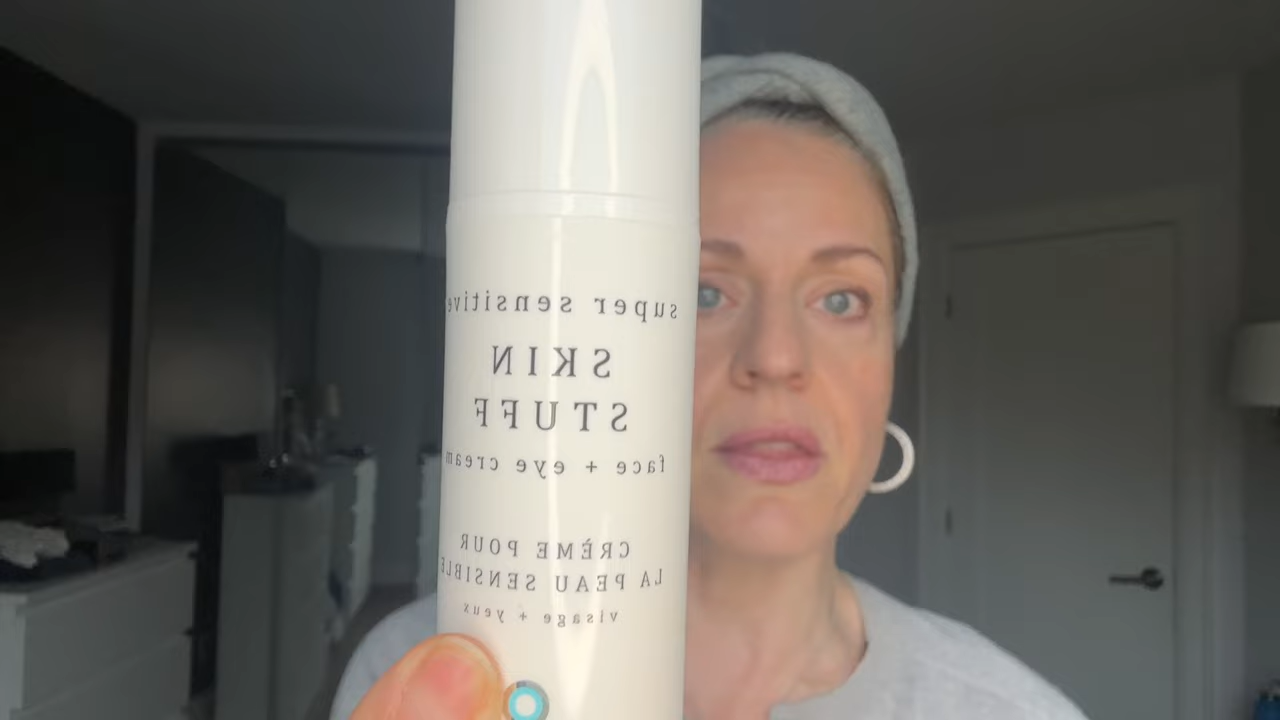 super sensitive
SKIN
STUFF
face + eye cream
CRÈME POUR
LA PEAU SENSIBLE
visage + yeux